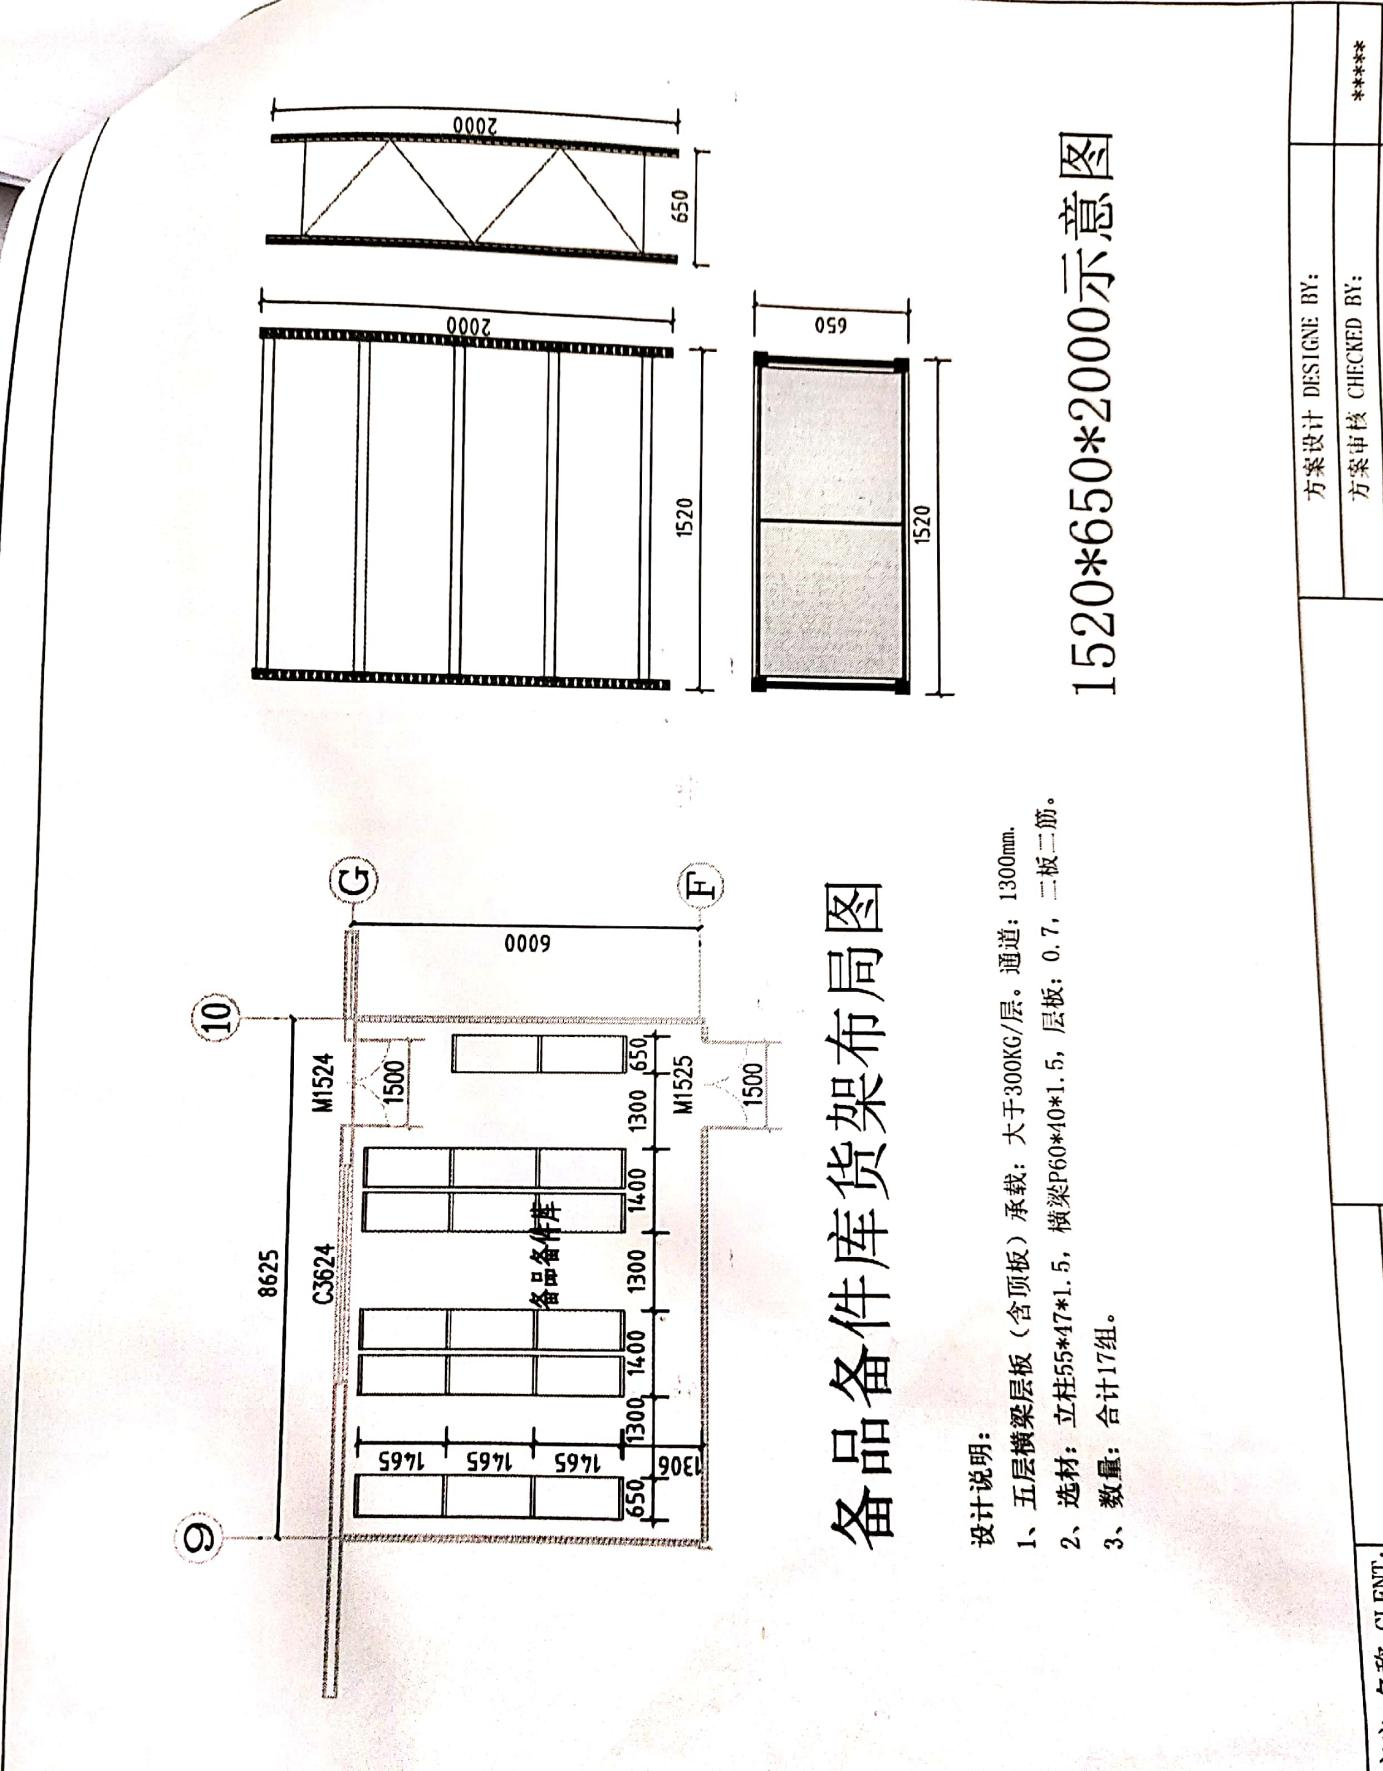 9
10
8625
C3624
M1524
G
1500
6000
1465
1465
1465
1306
备品备件库
650
1300
1400
1300
1400
1300
650
M1525
F
1500
备品备件库货架布局图
设计说明:
1、五层横梁层板（含顶板）承载: 大于300KG/层。通道: 1300mm.
2、选材: 立柱55*47*1.5, 横梁P60*40*1.5, 层板: 0.7, 二板二筋。
3、数量: 合计17组。
2000
1520
2000
650
650
1520
1520*650*2000示意图
方案设计 DESIGNE BY:
方案审核 CHECKED BY:
*****
名称 CLENT: